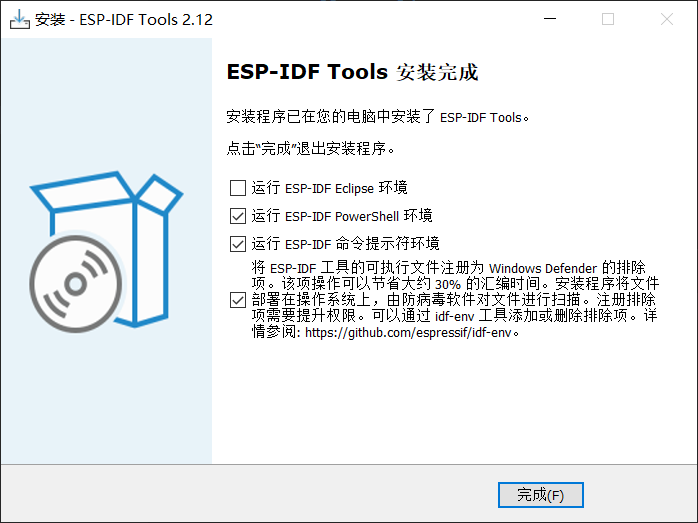 安装 - ESP-IDF Tools 2.12
ESP-IDF Tools 安装完成
安装程序已在您的电脑中安装了 ESP-IDF Tools。
点击“完成”退出安装程序。
运行 ESP-IDF Eclipse 环境
运行 ESP-IDF PowerShell 环境
运行 ESP-IDF 命令提示符环境
将 ESP-IDF 工具的可执行文件注册为 Windows Defender 的排除
项。该项操作可以节省大约 30% 的汇编时间。安装程序将文件
部署在操作系统上，由防病毒软件对文件进行扫描。注册排除
项需要提升权限。可以通过 idf-env 工具添加或删除排除项。详
情参阅: https://github.com/espressif/idf-env。
完成(F)